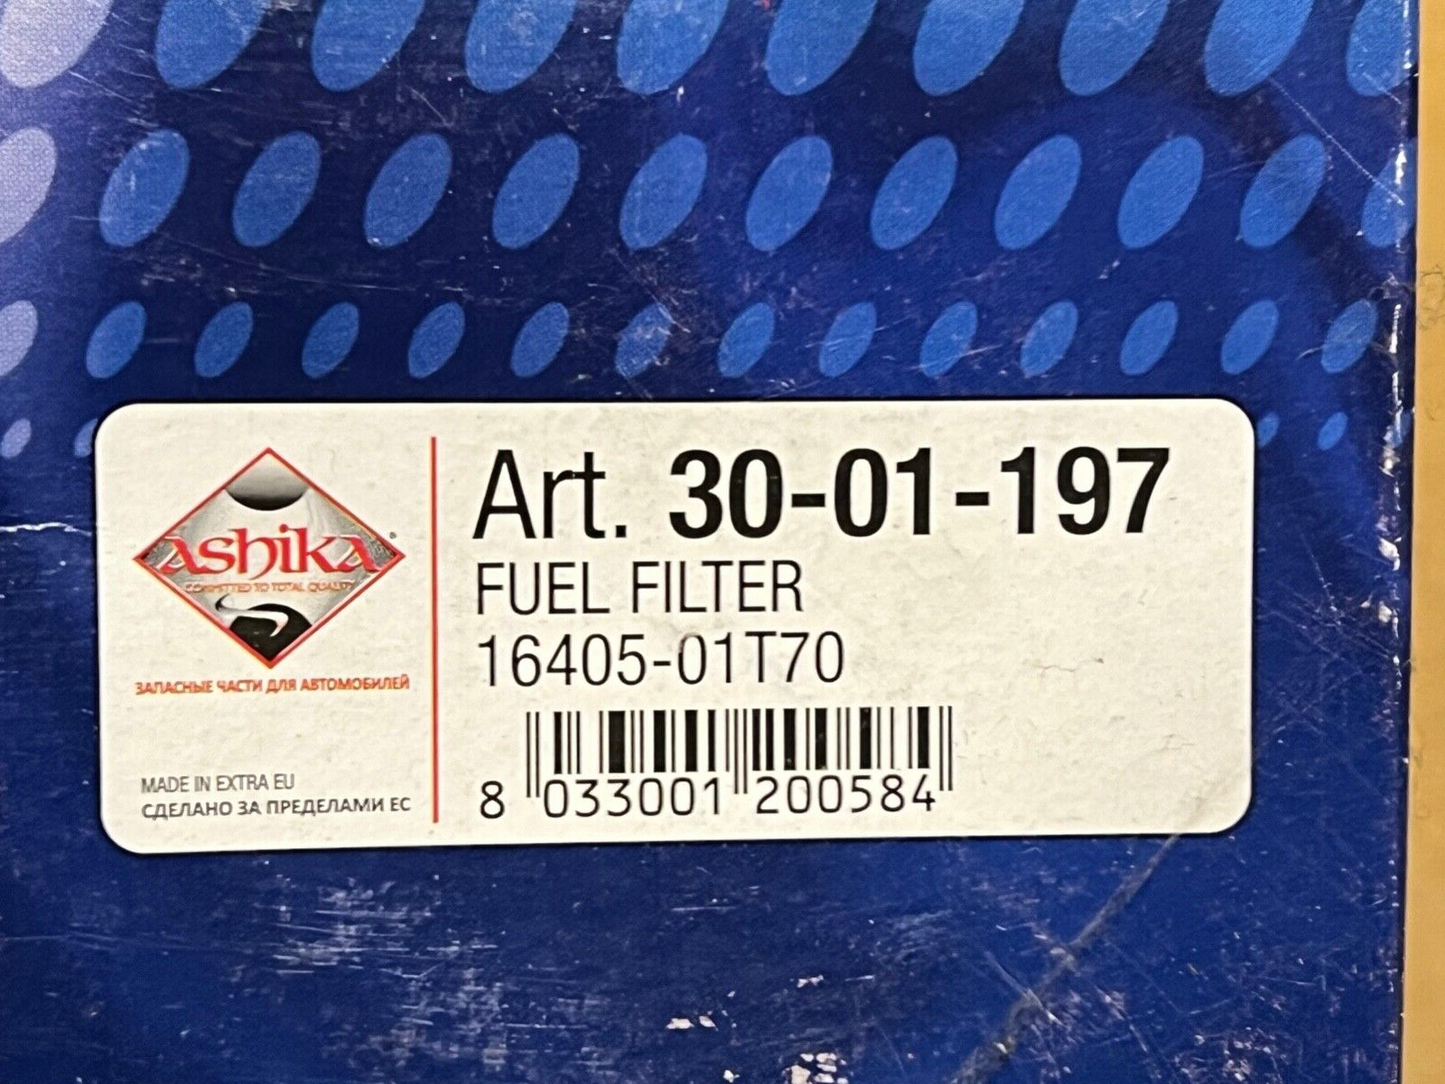 ashika®
COMMITTED TO TOTAL QUALITY
ЗАПАСНЫЕ ЧАСТИ ДЛЯ АВТОМОБИЛЕЙ
MADE IN EXTRA EU
СДЕЛАНО ЗА ПРЕДЕЛАМИ ЕС
Art. 30-01-197
FUEL FILTER
16405-01T70
8 033001 200584